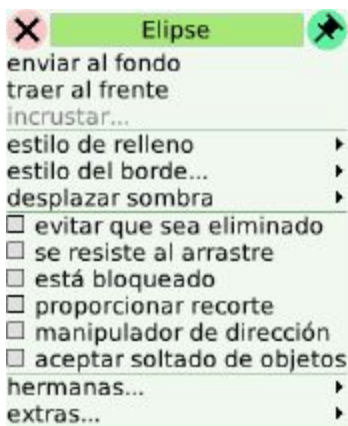 Elipse
enviar al fondo
traer al frente
incrustar...
estilo de relleno
estilo del borde...
desplazar sombra
evitar que sea eliminado
se resiste al arrastre
está bloqueado
proporcionar recorte
manipulador de dirección
aceptar soltado de objetos
hermanas...
extras...